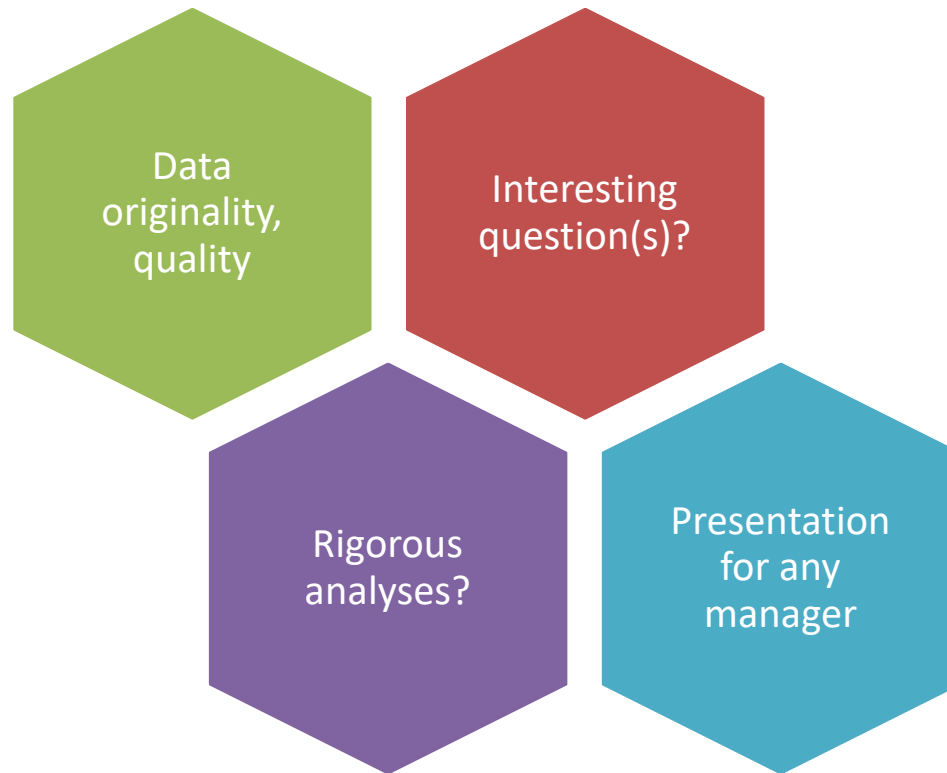 Data
originality,
quality
Interesting
question(s)?
Rigorous
analyses?
Presentation
for any
manager